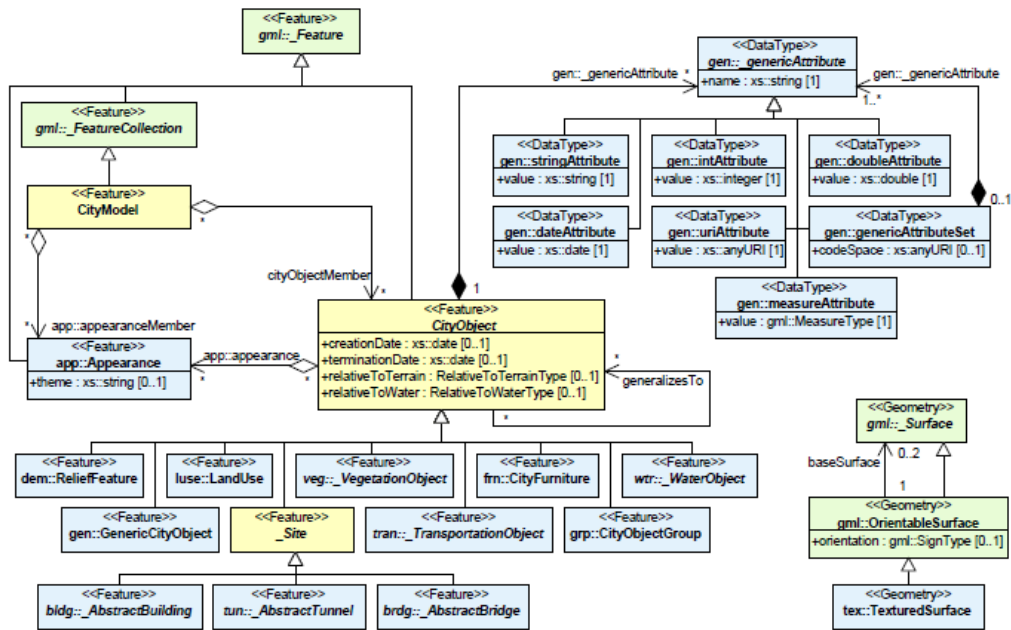 <<Feature>>
gml::_Feature
<<DataType>>
gen::_genericAttribute
+name : xs::string [1]
gen::_genericAttribute *
gen::_genericAttribute
1..*
<<Feature>>
gml::_FeatureCollection
<<DataType>>
gen::stringAttribute
+value : xs::string [1]
<<DataType>>
gen::intAttribute
+value : xs::integer [1]
<<DataType>>
gen::doubleAttribute
+value : xs::double [1]
<<Feature>>
CityModel
*
*
0..1
<<DataType>>
gen::dateAttribute
+value : xs::date [1]
<<DataType>>
gen::uriAttribute
+value : xs::anyURI [1]
<<DataType>>
gen::genericAttributeSet
+codeSpace : xs:anyURI [0..1]
cityObjectMember
*
1
<<DataType>>
gen::measureAttribute
+value : gml::MeasureType [1]
*
app::appearanceMember
<<Feature>>
app::Appearance
+theme : xs::string [0..1]
app::appearance
*
*
<<Feature>>
CityObject
+creationDate : xs::date [0..1]
+terminationDate : xs::date [0..1]
+relativeToTerrain : RelativeToTerrainType [0..1]
+relativeToWater : RelativeToWaterType [0..1]
*
generalizesTo
*
<<Geometry>>
gml::_Surface
baseSurface
0..2
1
<<Feature>>
dem::ReliefFeature
<<Feature>>
luse::LandUse
<<Feature>>
veg::_VegetationObject
<<Feature>>
frn::CityFurniture
<<Feature>>
wtr::_WaterObject
<<Feature>>
gen::GenericCityObject
<<Feature>>
_Site
<<Feature>>
tran::_TransportationObject
<<Feature>>
grp::CityObjectGroup
<<Geometry>>
gml::OrientableSurface
+orientation : gml::SignType [0..1]
<<Feature>>
bldg::_AbstractBuilding
<<Feature>>
tun::_AbstractTunnel
<<Feature>>
brdg::_AbstractBridge
<<Geometry>>
tex::TexturedSurface